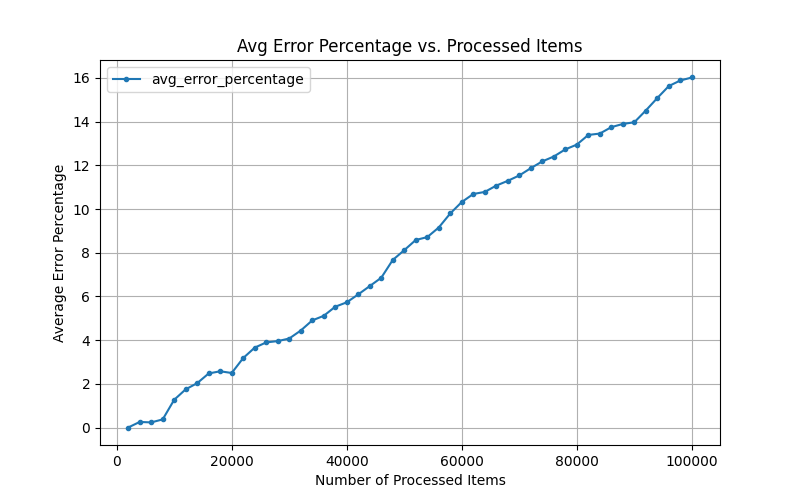 Avg Error Percentage vs. Processed Items
avg_error_percentage
Average Error Percentage
16
14
12
10
8
6
4
2
0
0 20000 40000 60000 80000 100000
Number of Processed Items